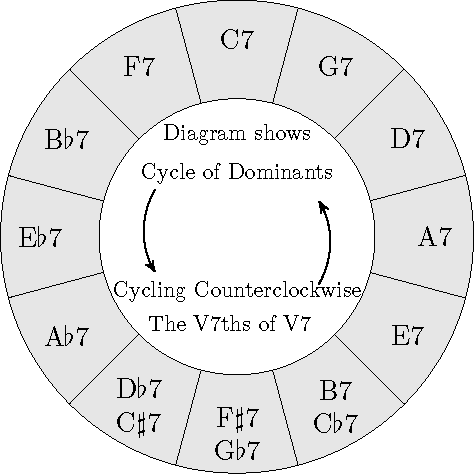 C7
F7
G7
Diagram shows
B♭7
D7
Cycle of Dominants
E♭7
A7
Cycling Counterclockwise
The V7ths of V7
A♭7
E7
D♭7
C♯7
B7
C♭7
F♯7
G♭7